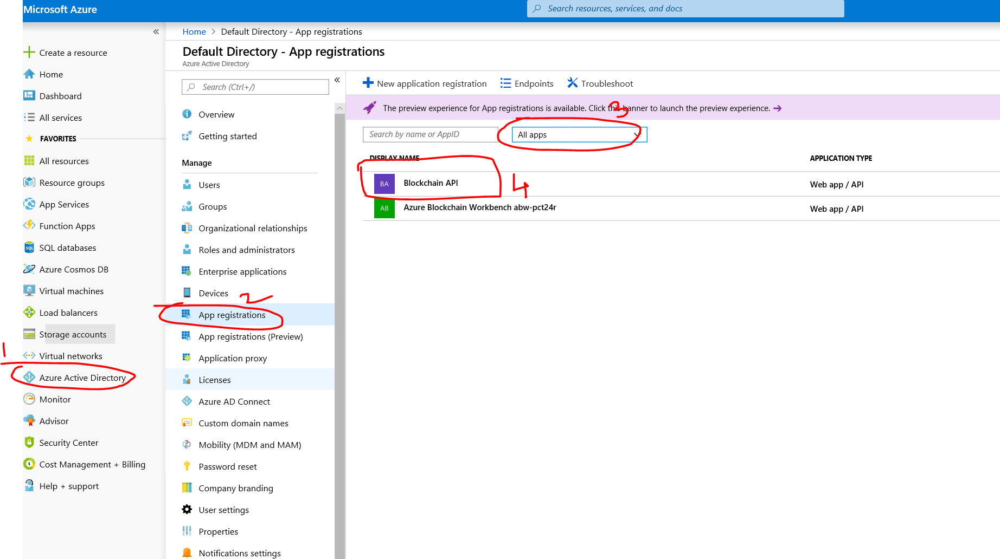 Microsoft Azure
Search resources, services, and docs
«
Create a resource
Home
Dashboard
All services
FAVORITES
All resources
Resource groups
App Services
Function Apps
SQL
SQL databases
Azure Cosmos DB
Virtual machines
Load balancers
Storage accounts
1
Virtual networks
Azure Active Directory
Monitor
Advisor
Security Center
Cost Management + Billing
Help + support
Home > Default Directory - App registrations
Default Directory - App registrations
Azure Active Directory
Search (Ctrl+/)
«
Overview
Getting started
Manage
Users
Groups
Organizational relationships
Roles and administrators
Enterprise applications
Devices
2
App registrations
App registrations (Preview)
Application proxy
Licenses
Azure AD Connect
Custom domain names
Mobility (MDM and MAM)
Password reset
Company branding
User settings
Properties
Notifications settings
New application registration
Endpoints
Troubleshoot
The preview experience for App registrations is available. Click this banner to launch the preview experience. →
3
Search by name or AppID
All apps
DISPLAY NAME
APPLICATION TYPE
BA
Blockchain API
4
Web app / API
AB
Azure Blockchain Workbench abw-pct24r
Web app / API